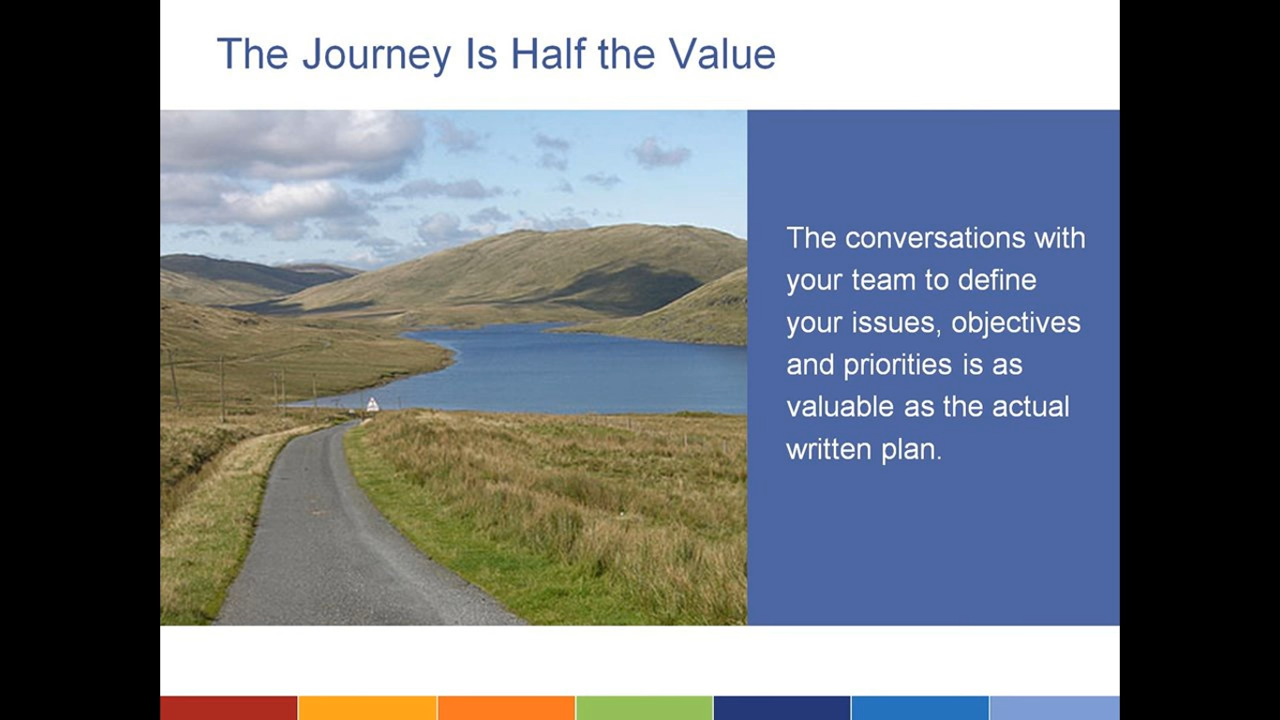 The Journey Is Half the Value
The conversations with
your team to define
your issues, objectives
and priorities is as
valuable as the actual
written plan.